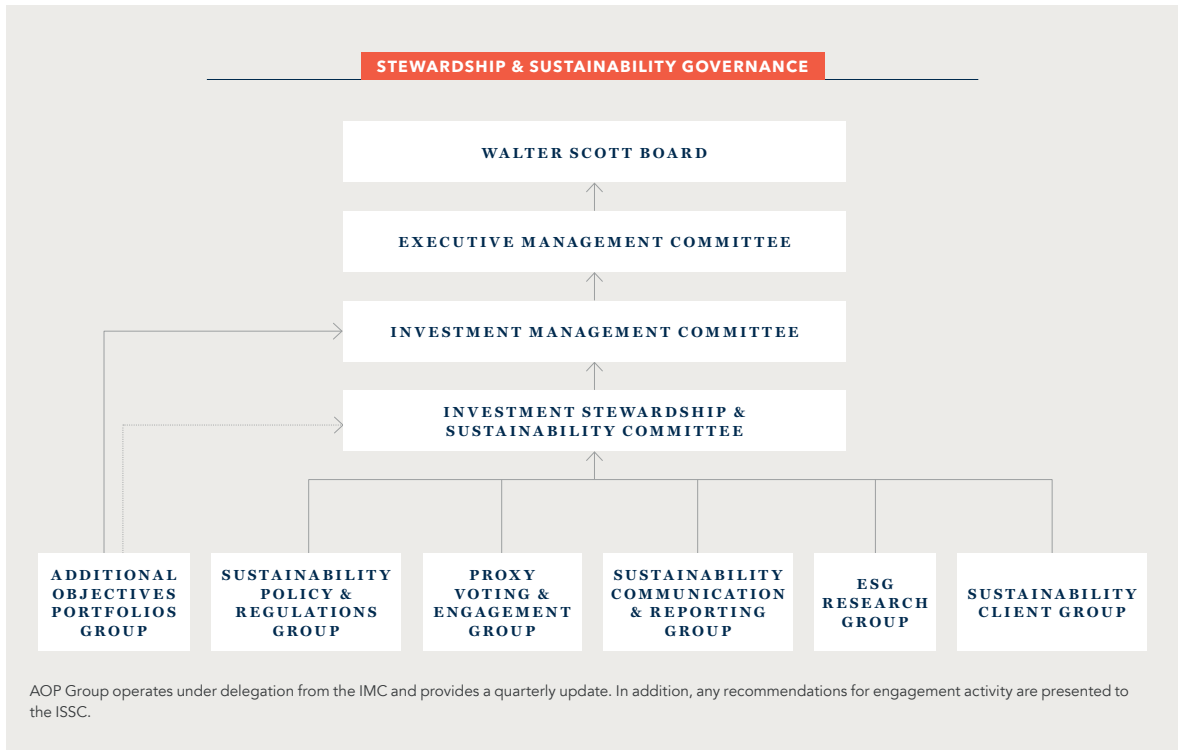 STEWARDSHIP & SUSTAINABILITY GOVERNANCE
WALTER SCOTT BOARD
EXECUTIVE MANAGEMENT COMMITTEE
INVESTMENT MANAGEMENT COMMITTEE
INVESTMENT STEWARDSHIP &
SUSTAINABILITY COMMITTEE
ADDITIONAL
OBJECTIVES
PORTFOLIOS
GROUP
SUSTAINABILITY
POLICY &
REGULATIONS
GROUP
PROXY
VOTING &
ENGAGEMENT
GROUP
SUSTAINABILITY
COMMUNICATION
& REPORTING
GROUP
ESG
RESEARCH
GROUP
SUSTAINABILITY
CLIENT GROUP
AOP Group operates under delegation from the IMC and provides a quarterly update. In addition, any recommendations for engagement activity are presented to
the ISSC.